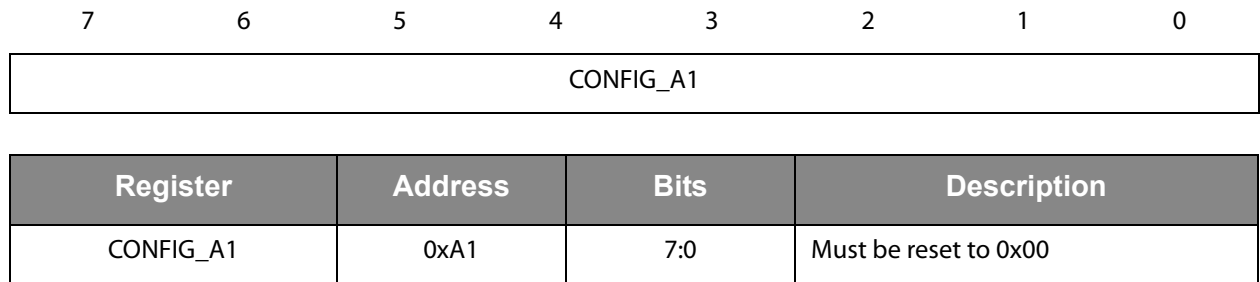 7 6 5 4 3 2 1 0
CONFIG_A1
Register Address Bits Description
CONFIG_A1 0xA1 7:0 Must be reset to 0x00